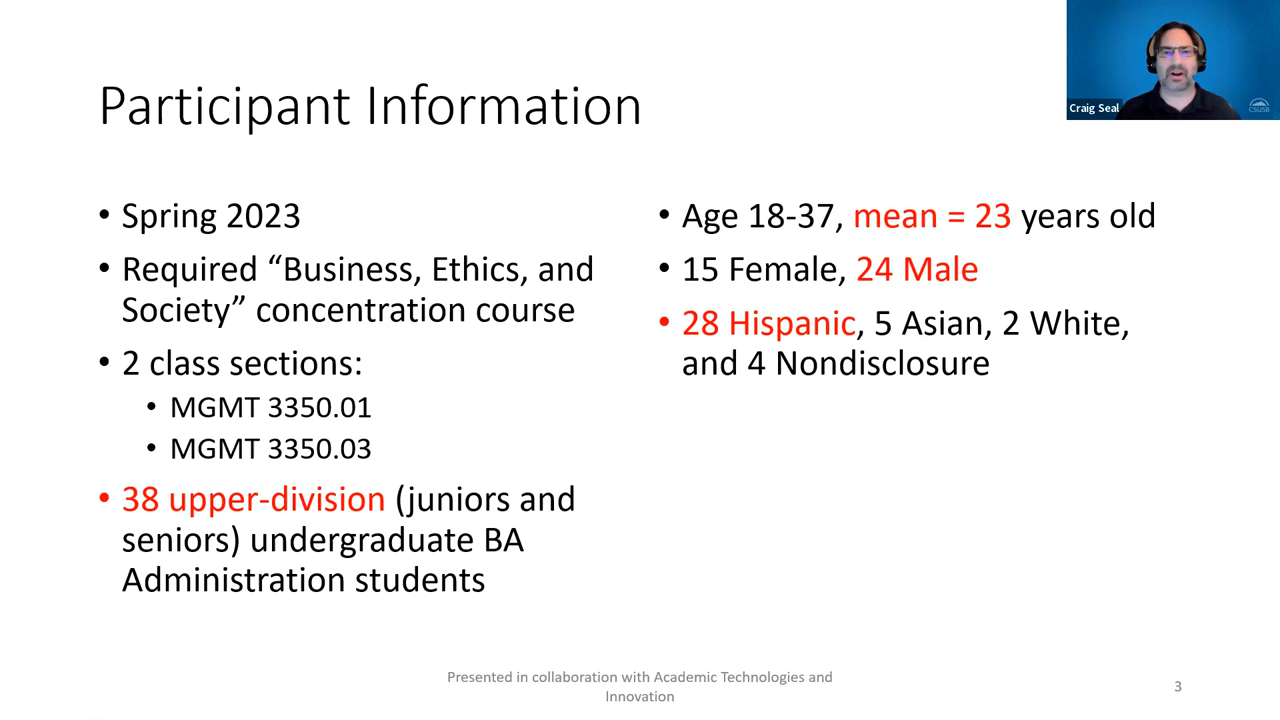 Participant Information
Craig Seal
CSUSB
• Spring 2023
• Required “Business, Ethics, and
Society” concentration course
• 2 class sections:
• MGMT 3350.01
• MGMT 3350.03
• 38 upper-division (juniors and
seniors) undergraduate BA
Administration students
• Age 18-37, mean = 23 years old
• 15 Female, 24 Male
• 28 Hispanic, 5 Asian, 2 White,
and 4 Nondisclosure
Presented in collaboration with Academic Technologies and
Innovation
3